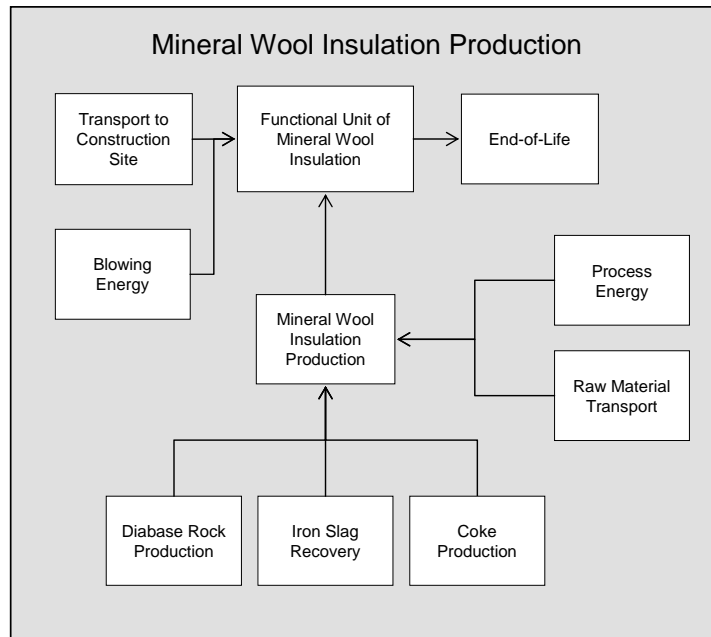 Mineral Wool Insulation Production
Transport to
Construction
Site
Functional Unit of
Mineral Wool
Insulation
End-of-Life
Blowing
Energy
Process
Energy
Mineral Wool
Insulation
Production
Raw Material
Transport
Diabase Rock
Production
Iron Slag
Recovery
Coke
Production